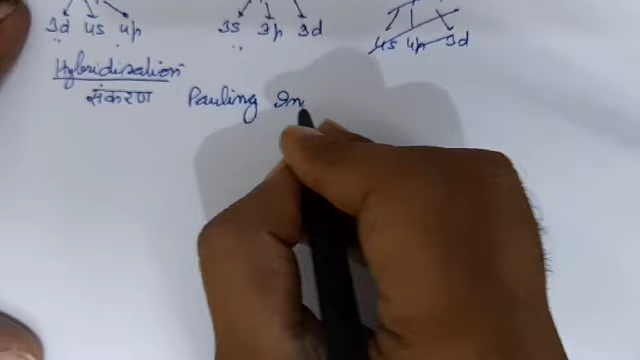 3d 4s 4p 3s 3p 3d 4s 4p 3d
Hybridisation
संकरण Pauling In